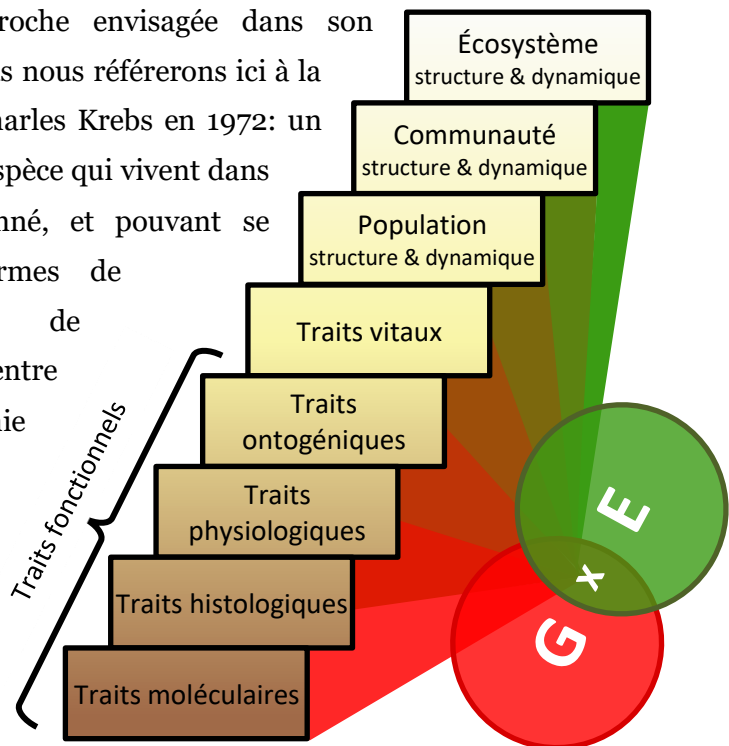 roche envisagée dans son
s nous référerons ici à la
harles Krebs en 1972: un
spèce qui vivent dans
nné, et pouvant se
rmes de
de
entre
nie
Écosystème
structure & dynamique
Communauté
structure & dynamique
Population
structure & dynamique
Traits vitaux
Traits
ontogéniques
Traits
physiologiques
Traits histologiques
Traits moléculaires
Traits fonctionnels
G x E